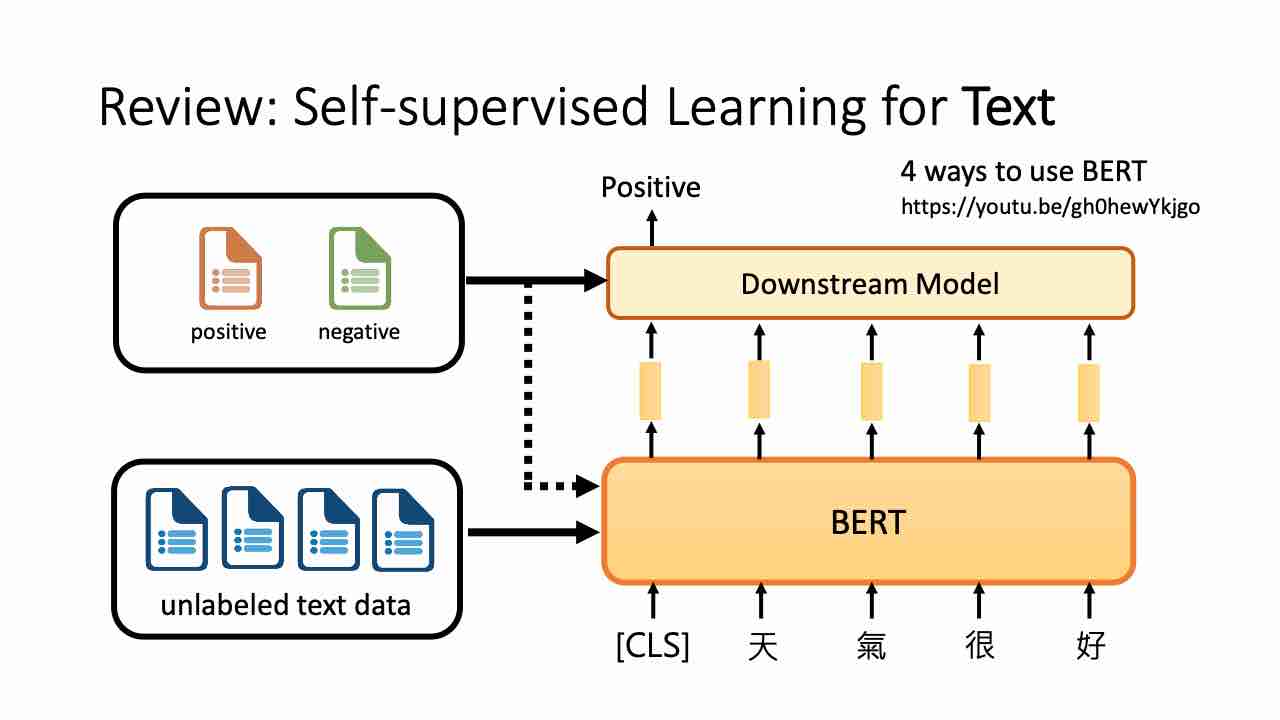 Review: Self-supervised Learning for Text
4 ways to use BERT
https://youtu.be/gh0hewYkjgo
Positive
positive
negative
Downstream Model
BERT
unlabeled text data
[CLS] 天 氣 很 好